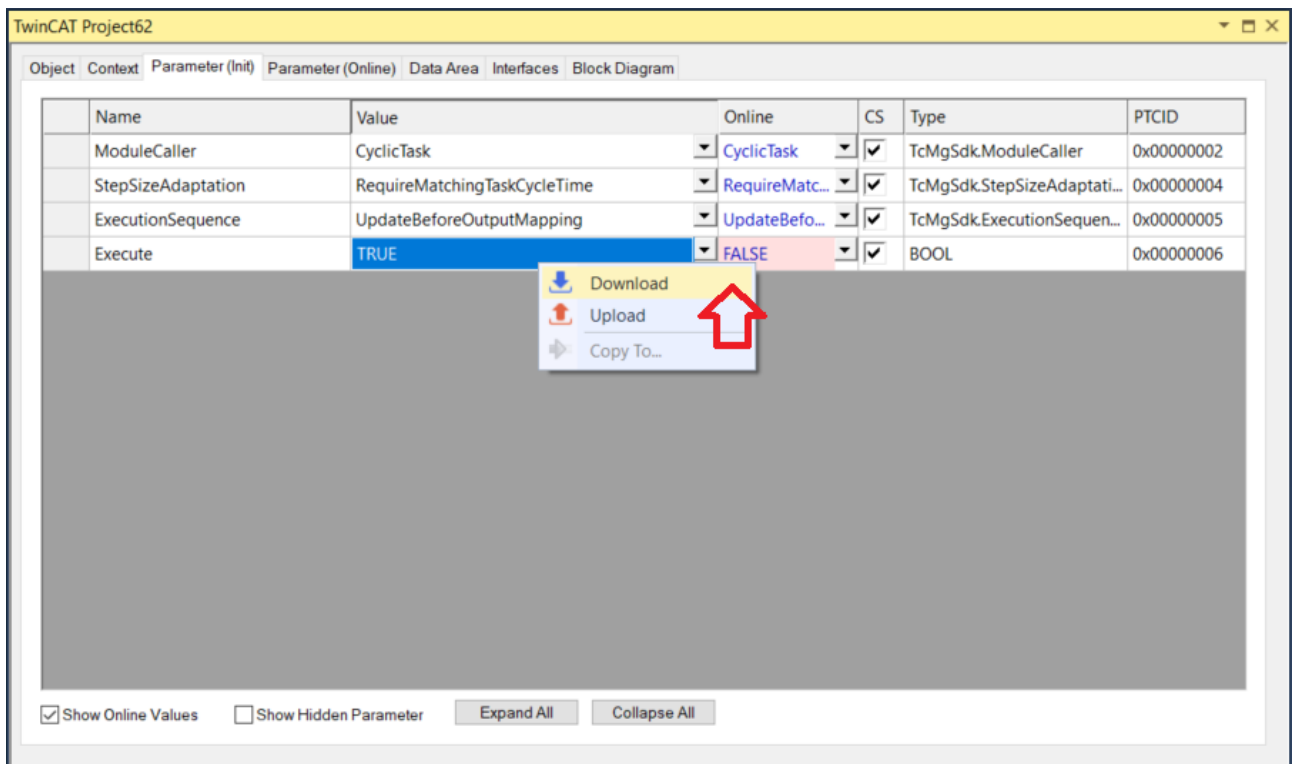 TwinCAT Project62
Object Context Parameter (Init) Parameter (Online) Data Area Interfaces Block Diagram
Name Value Online CS Type PTCID
ModuleCaller CyclicTask CyclicTask TcMgSdk.ModuleCaller 0x00000002
StepSizeAdaptation RequireMatchingTaskCycleTime RequireMatc... TcMgSdk.StepSizeAdaptati... 0x00000004
ExecutionSequence UpdateBeforeOutputMapping UpdateBefo... TcMgSdk.ExecutionSequen... 0x00000005
Execute TRUE FALSE BOOL 0x00000006
Download
Upload
Copy To...
Show Online Values Show Hidden Parameter Expand All Collapse All